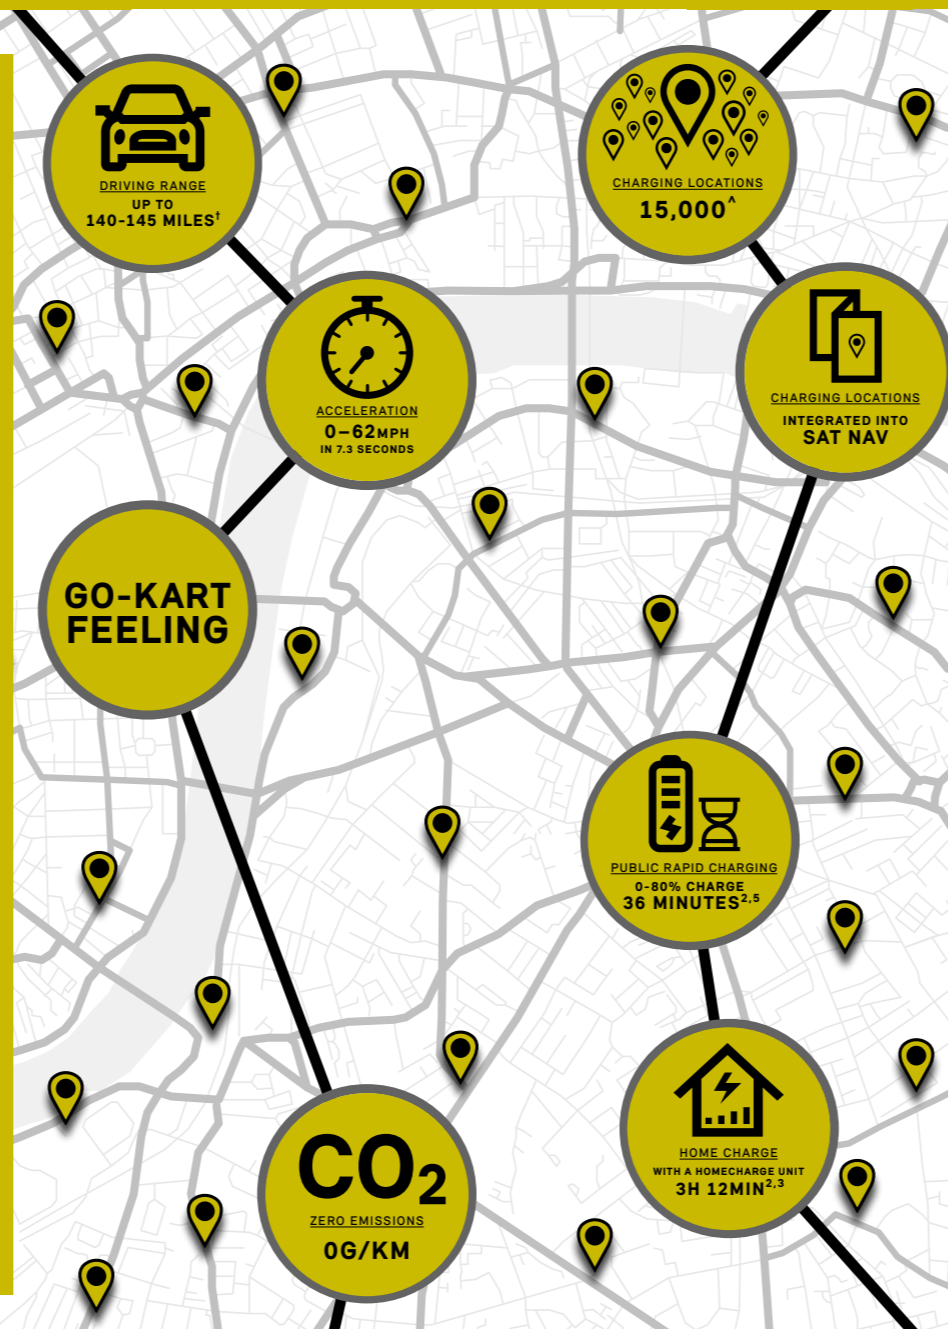 DRIVING RANGE
UP TO
140-145 MILES†
CHARGING LOCATIONS
15,000^
ACCELERATION
0–62MPH
IN 7.3 SECONDS
CHARGING LOCATIONS
INTEGRATED INTO
SAT NAV
GO-KART
FEELING
PUBLIC RAPID CHARGING
0-80% CHARGE
36 MINUTES2,5
HOME CHARGE
WITH A HOMECHARGE UNIT
3H 12MIN2,3
CO2
ZERO EMISSIONS
0G/KM